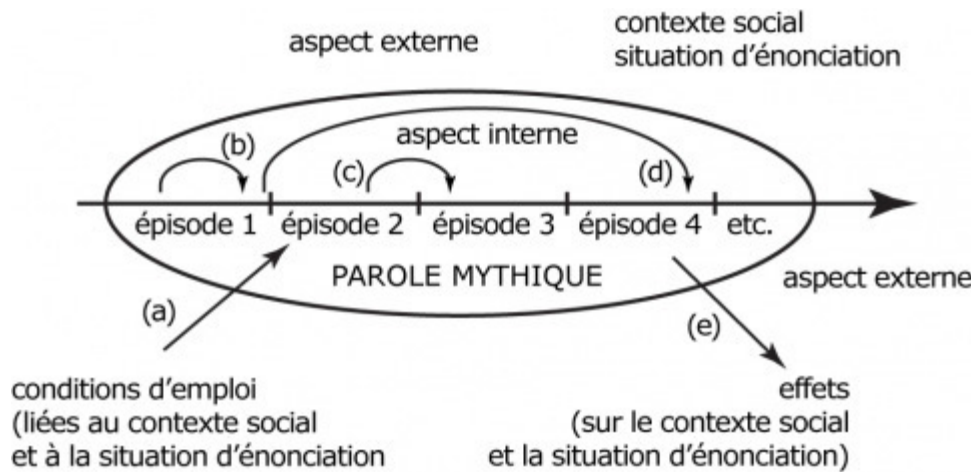 aspect externe
contexte social
situation d'énonciation
aspect interne
(b)
(c)
(d)
épisode 1
épisode 2
épisode 3
épisode 4
etc.
PAROLE MYTHIQUE
aspect externe
(a)
(e)
conditions d'emploi
(liées au contexte social
et à la situation d'énonciation
effets
(sur le contexte social
et la situation d'énonciation)